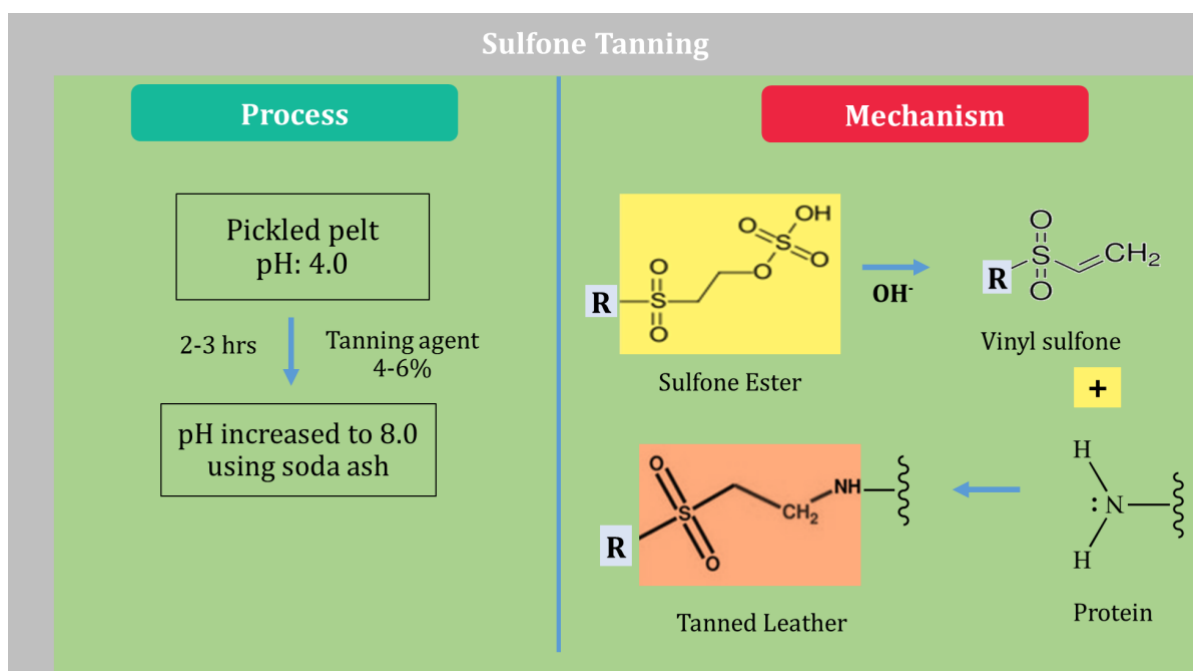 Sulfone Tanning
Process
Pickled pelt
pH: 4.0
2-3 hrs
Tanning agent
4-6%
pH increased to 8.0
using soda ash
Mechanism
OH
O
S
O
O
O
S
O
R
Sulfone Ester
OH-
O
S
O
R
CH2
Vinyl sulfone
+
H
:N
H
Protein
O
S
O
R
CH2
NH
Tanned Leather